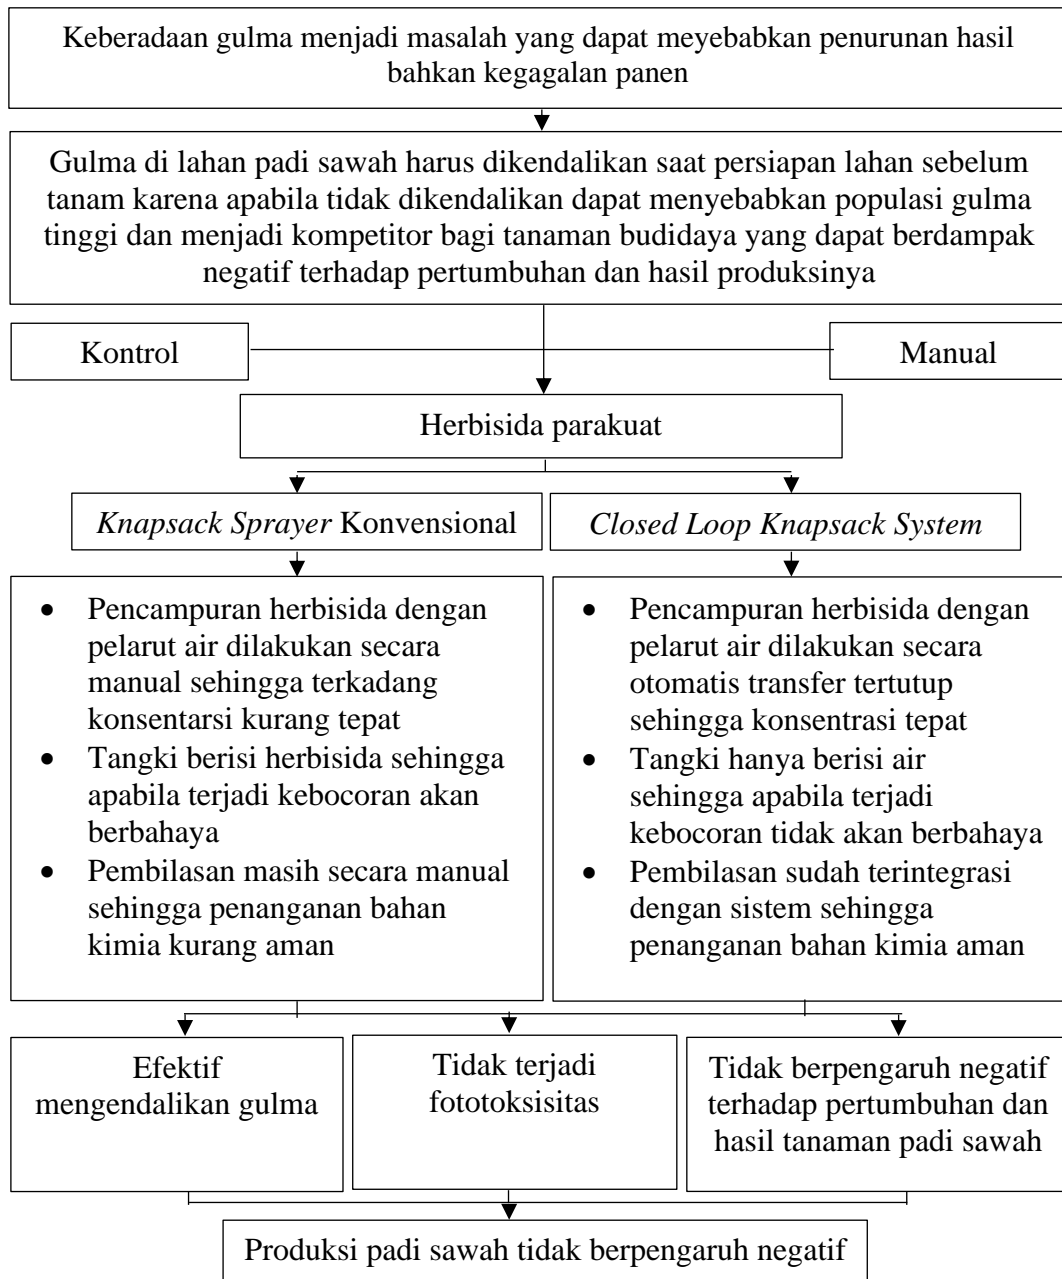 Keberadaan gulma menjadi masalah yang dapat meyebabkan penurunan hasil
bahkan kegagalan panen
Gulma di lahan padi sawah harus dikendalikan saat persiapan lahan sebelum
tanam karena apabila tidak dikendalikan dapat menyebabkan populasi gulma
tinggi dan menjadi kompetitor bagi tanaman budidaya yang dapat berdampak
negatif terhadap pertumbuhan dan hasil produksinya
Kontrol
Manual
Herbisida parakuat
Knapsack Sprayer Konvensional
Closed Loop Knapsack System
• Pencampuran herbisida dengan
pelarut air dilakukan secara
manual sehingga terkadang
konsentarsi kurang tepat
• Tangki berisi herbisida sehingga
apabila terjadi kebocoran akan
berbahaya
• Pembilasan masih secara manual
sehingga penanganan bahan
kimia kurang aman
• Pencampuran herbisida dengan
pelarut air dilakukan secara
otomatis transfer tertutup
sehingga konsentrasi tepat
• Tangki hanya berisi air
sehingga apabila terjadi
kebocoran tidak akan berbahaya
• Pembilasan sudah terintegrasi
dengan sistem sehingga
penanganan bahan kimia aman
Efektif
mengendalikan gulma
Tidak terjadi
fototoksisitas
Tidak berpengaruh negatif
terhadap pertumbuhan dan
hasil tanaman padi sawah
Produksi padi sawah tidak berpengaruh negatif